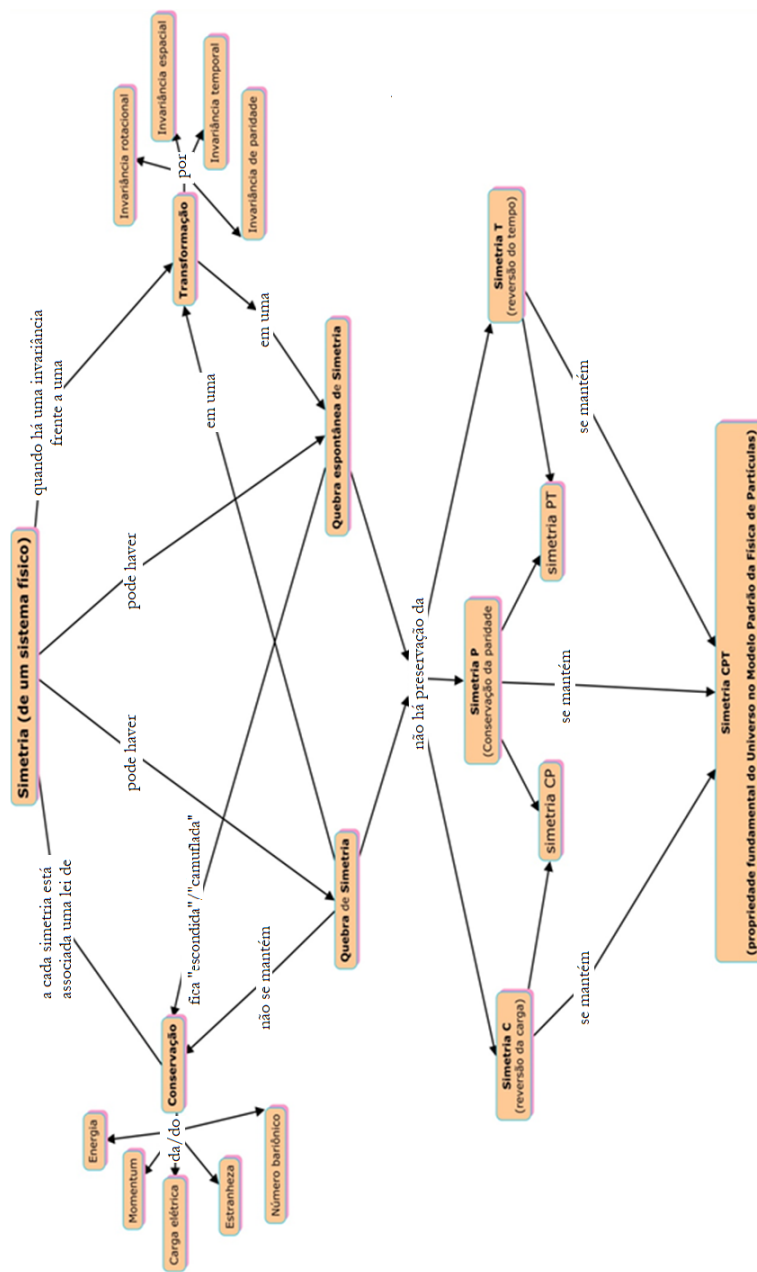 Simetria (de um sistema físico)
a cada simetria está
associada uma lei de
quando há uma invariância
frente a uma
pode haver
pode haver
Conservação
da/do
Energia
Momentum
Carga elétrica
Estranheza
Número bariônico
Transformação
por
Invariância rotacional
Invariância espacial
Invariância temporal
Invariância de paridade
fica "escondida"/"camuflada"
não se mantém
em uma
em uma
Quebra de Simetria
Quebra espontânea de Simetria
não há preservação da
Simetria C
(reversão da carga)
Simetria P
(Conservação da paridade
Simetria T
(reversão do tempo)
simetria CP
simetria PT
se mantém
se mantém
se mantém
Simetria CPT
(propriedade fundamental do Universo no Modelo Padrão da Física de Partículas)